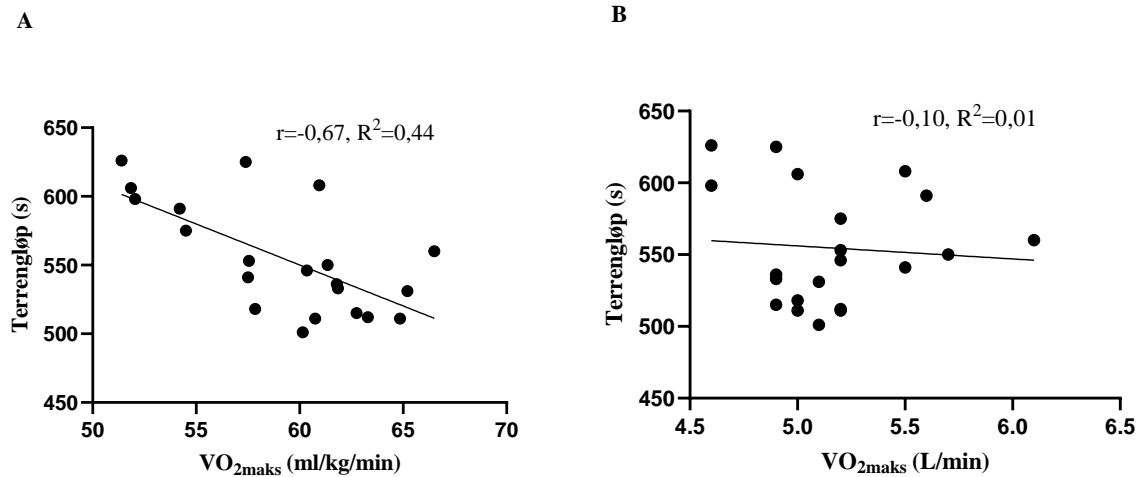 A
r=-0,67, R²=0,44
650
600
550
500
450
Terrengløp (s)
50 55 60 65 70
VO2maks (ml/kg/min)
B
r=-0,10, R²=0,01
650
600
550
500
450
Terrengløp (s)
4.5 5.0 5.5 6.0 6.5
VO2maks (L/min)